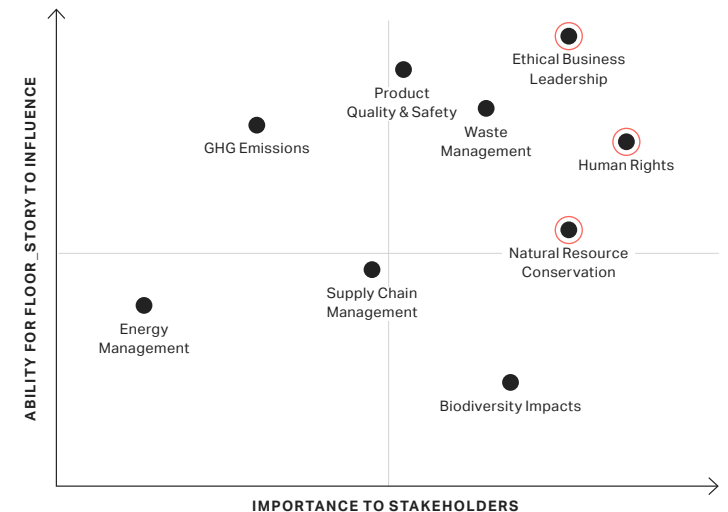 ABILITY FOR FLOOR_STORY TO INFLUENCE
Ethical Business
Leadership
Product
Quality & Safety
Waste
Management
GHG Emissions
Human Rights
Natural Resource
Conservation
Supply Chain
Management
Energy
Management
Biodiversity Impacts
IMPORTANCE TO STAKEHOLDERS